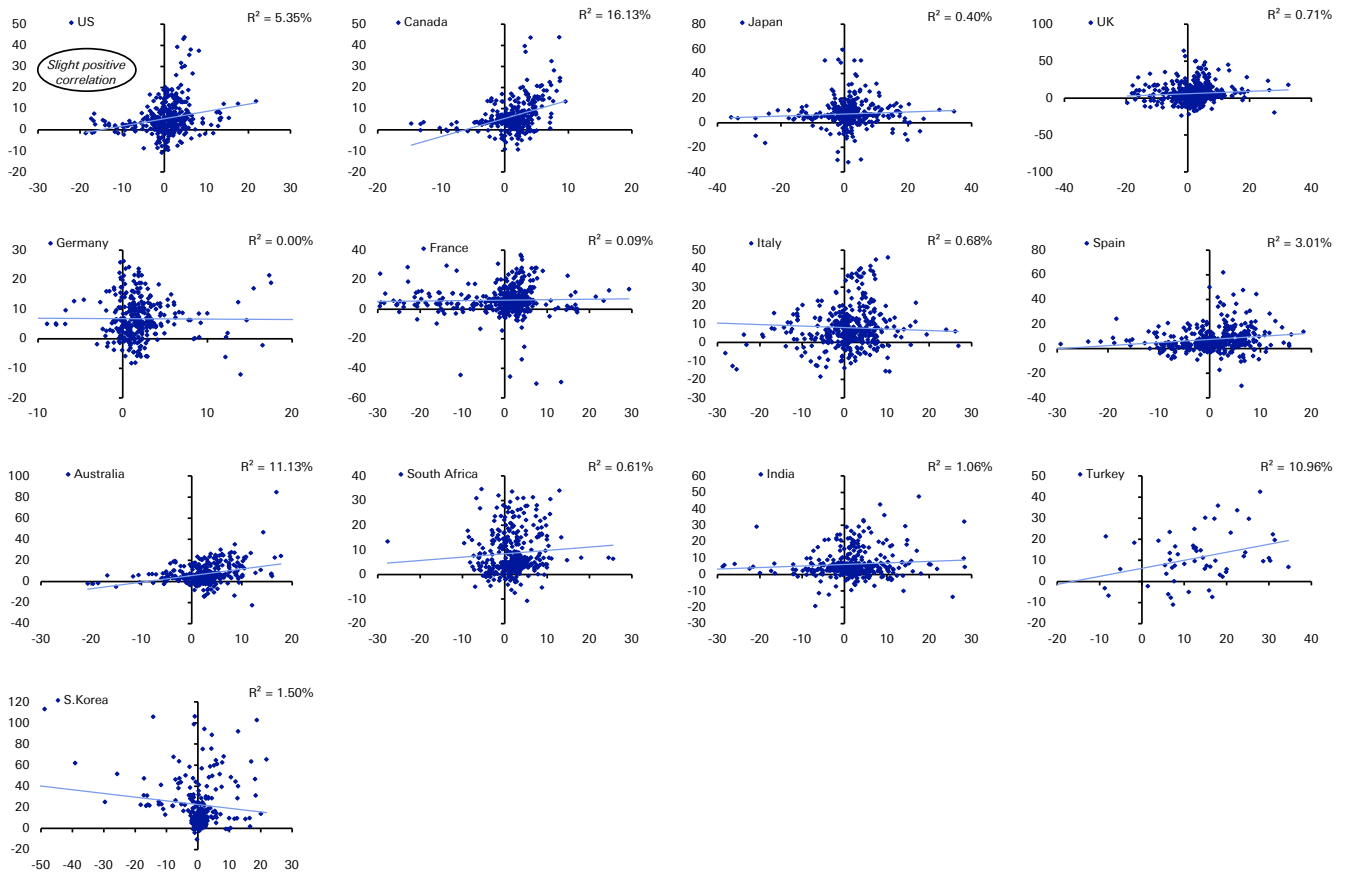 US
R² = 5.35%
Slight positive
correlation
50
40
30
20
10
0
-10
-20
-30 -20 -10 0 10 20 30
Canada
R² = 16.13%
50
40
30
20
10
0
-10
-20
-20 -10 0 10 20
Japan
R² = 0.40%
80
60
40
20
0
-20
-40
-40 -20 0 20 40
UK
R² = 0.71%
100
50
0
-50
-100
-40 -20 0 20 40
Germany
R² = 0.00%
30
20
10
0
-10
-20
-10 0 10 20
France
R² = 0.09%
40
20
0
-20
-40
-60
-30 -20 -10 0 10 20 30
Italy
R² = 0.68%
50
40
30
20
10
0
-10
-20
-30
-30 -20 -10 0 10 20 30
Spain
R² = 3.01%
80
60
40
20
0
-20
-40
-30 -20 -10 0 10 20
Australia
R² = 11.13%
100
80
60
40
20
0
-20
-40
-30 -20 -10 0 10 20
South Africa
R² = 0.61%
40
30
20
10
0
-10
-20
-30 -20 -10 0 10 20 30
India
R² = 1.06%
60
50
40
30
20
10
0
-10
-20
-30
-30 -20 -10 0 10 20 30
Turkey
R² = 10.96%
50
40
30
20
10
0
-10
-20
-20 -10 0 10 20 30 40
S.Korea
R² = 1.50%
120
100
80
60
40
20
0
-20
-50 -40 -30 -20 -10 0 10 20 30